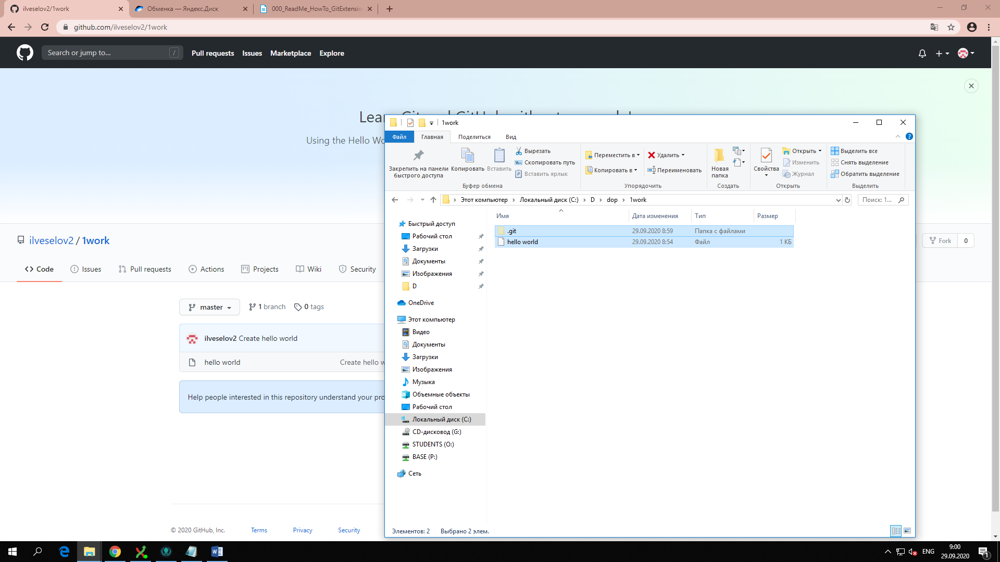 ilveselov2/1work
Обменка — Яндекс.Диск
000_ReadMe_HowTo_GitExtensio
github.com/ilveselov2/1work
Search or jump to...
/
Pull requests
Issues
Marketplace
Explore
Using the Hello Wo
ilveselov2 / 1work
Fork
0
Code
Issues
Pull requests
Actions
Projects
Wiki
Security
master
1 branch
0 tags
ilveselov2 Create hello world
hello world
Create hello w
Help people interested in this repository understand your pro
© 2020 GitHub, Inc.
Terms
Privacy
Security
1work
Файл
Главная
Поделиться
Вид
Закрепить на панели
быстрого доступа
Копировать
Вставить
Вырезать
Скопировать путь
Вставить ярлык
Буфер обмена
Переместить в
Копировать в
Удалить
Переименовать
Упорядочить
Новая
папка
Создать
Свойства
Открыть
Изменить
Журнал
Открыть
Выделить все
Снять выделение
Обратить выделение
Выделить
Этот компьютер
Локальный диск (C:)
D
dop
1work
Поиск: 1...
Имя
Дата изменения
Тип
Размер
.git
29.09.2020 8:59
Папка с файлами
hello world
29.09.2020 8:54
Файл
1 КБ
Быстрый доступ
Рабочий стол
Загрузки
Документы
Изображения
D
OneDrive
Этот компьютер
Видео
Документы
Загрузки
Изображения
Музыка
Объемные объекты
Рабочий стол
Локальный диск (C:)
CD-дисковод (G:)
STUDENTS (O:)
BASE (P:)
Сеть
Элементов: 2
Выбрано 2 элем.
ENG
9:00
29.09.2020
1